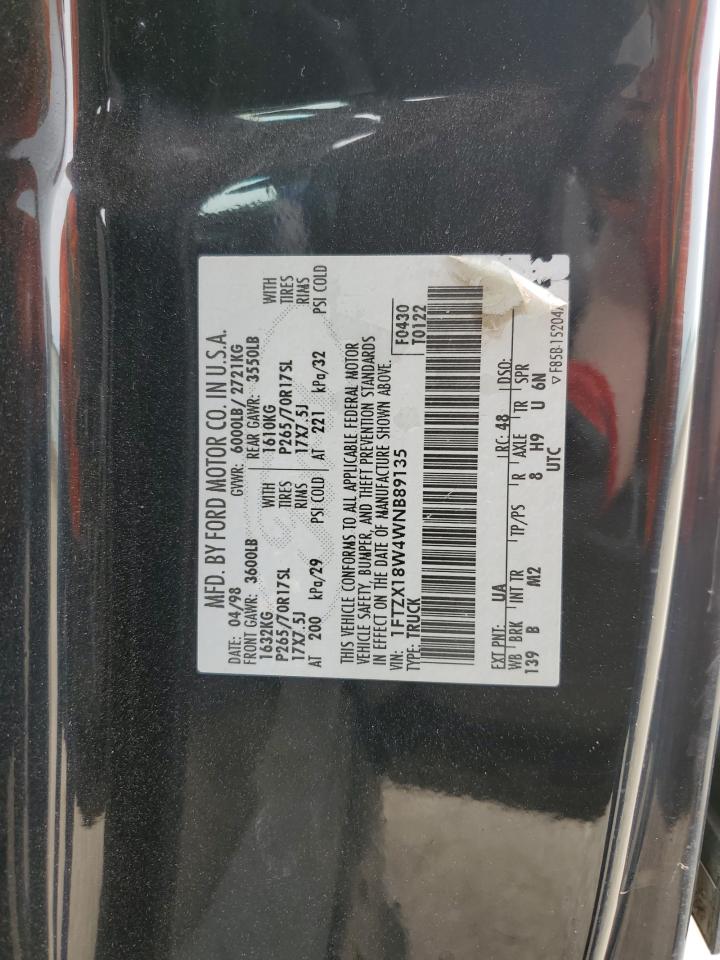 MFD. BY FORD MOTOR CO. IN U.S.A.
DATE: 04/98 GVWR: 6000LB/ 2721KG
FRONT GAWR: 3600LB REAR GAWR: 3550LB
1632KG WITH 1610KG WITH
P265/70R17SL TIRES P265/70R17SL TIRES
17X7.5J RIMS 17X7.5J RIMS
AT 200 kPa/29 PSI COLD AT 221 kPa/32 PSI COLD
THIS VEHICLE CONFORMS TO ALL APPLICABLE FEDERAL MOTOR
VEHICLE SAFETY, BUMPER, AND THEFT PREVENTION STANDARDS
IN EFFECT ON THE DATE OF MANUFACTURE SHOWN ABOVE.
VIN: 1FTZX18W4WNB89135 F0430
TYPE: TRUCK T0122
EXT PNT: UA RC: 48 DSO:
WB BRK INT TR TP/PS R AXLE TR SPR
139 B M2 8 H9 U 6N
UTC ▽F85B-15204